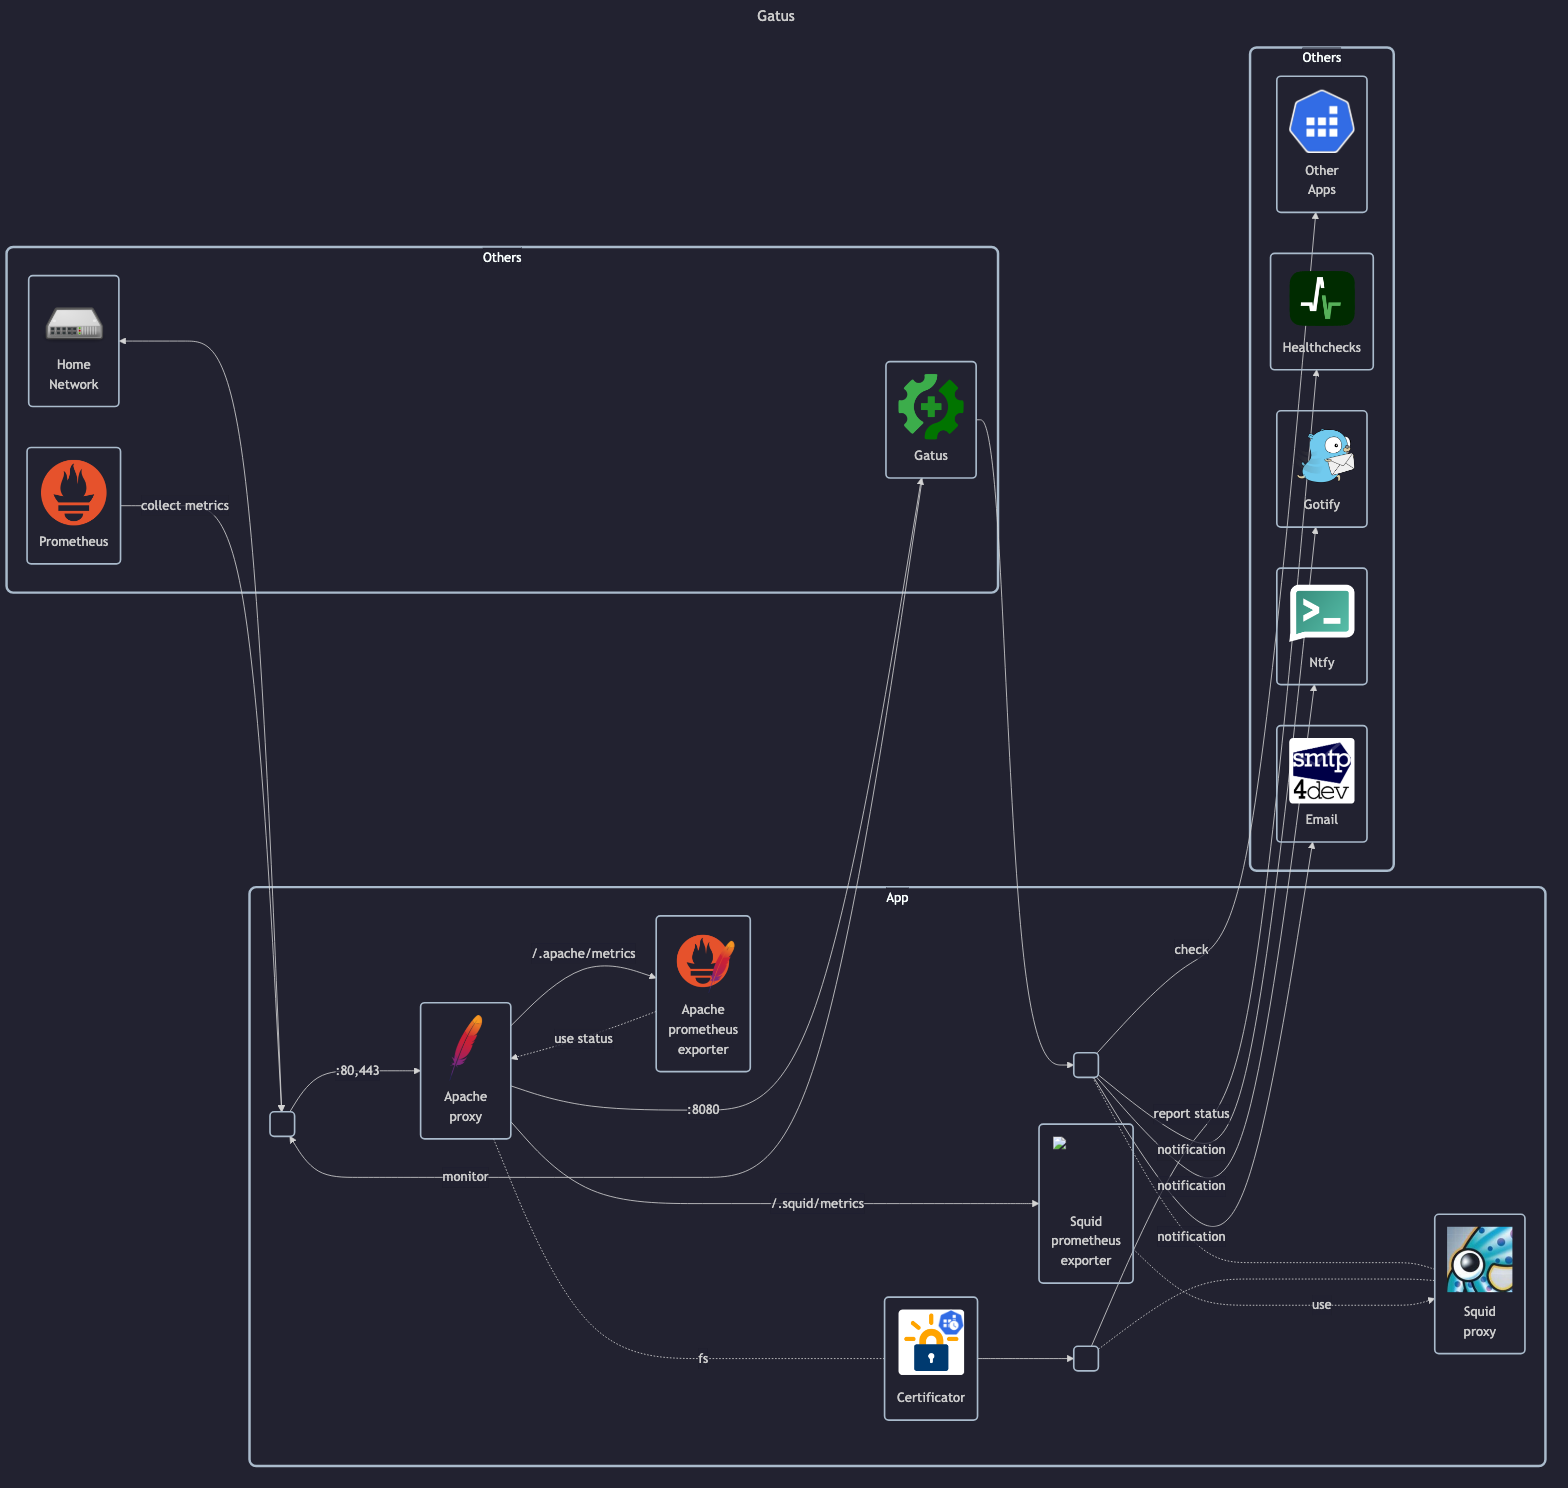 Gatus
Others
Other
Apps
Healthchecks
Gotify
Ntfy
smtp
4dev
Email
Others
Home
Network
Prometheus
collect metrics
Gatus
App
/.apache/metrics
use status
Apache
prometheus
exporter
:80,443
Apache
proxy
:8080
monitor
/.squid/metrics
fs
check
report status
notification
notification
notification
Squid
prometheus
exporter
use
Squid
proxy
Certificator